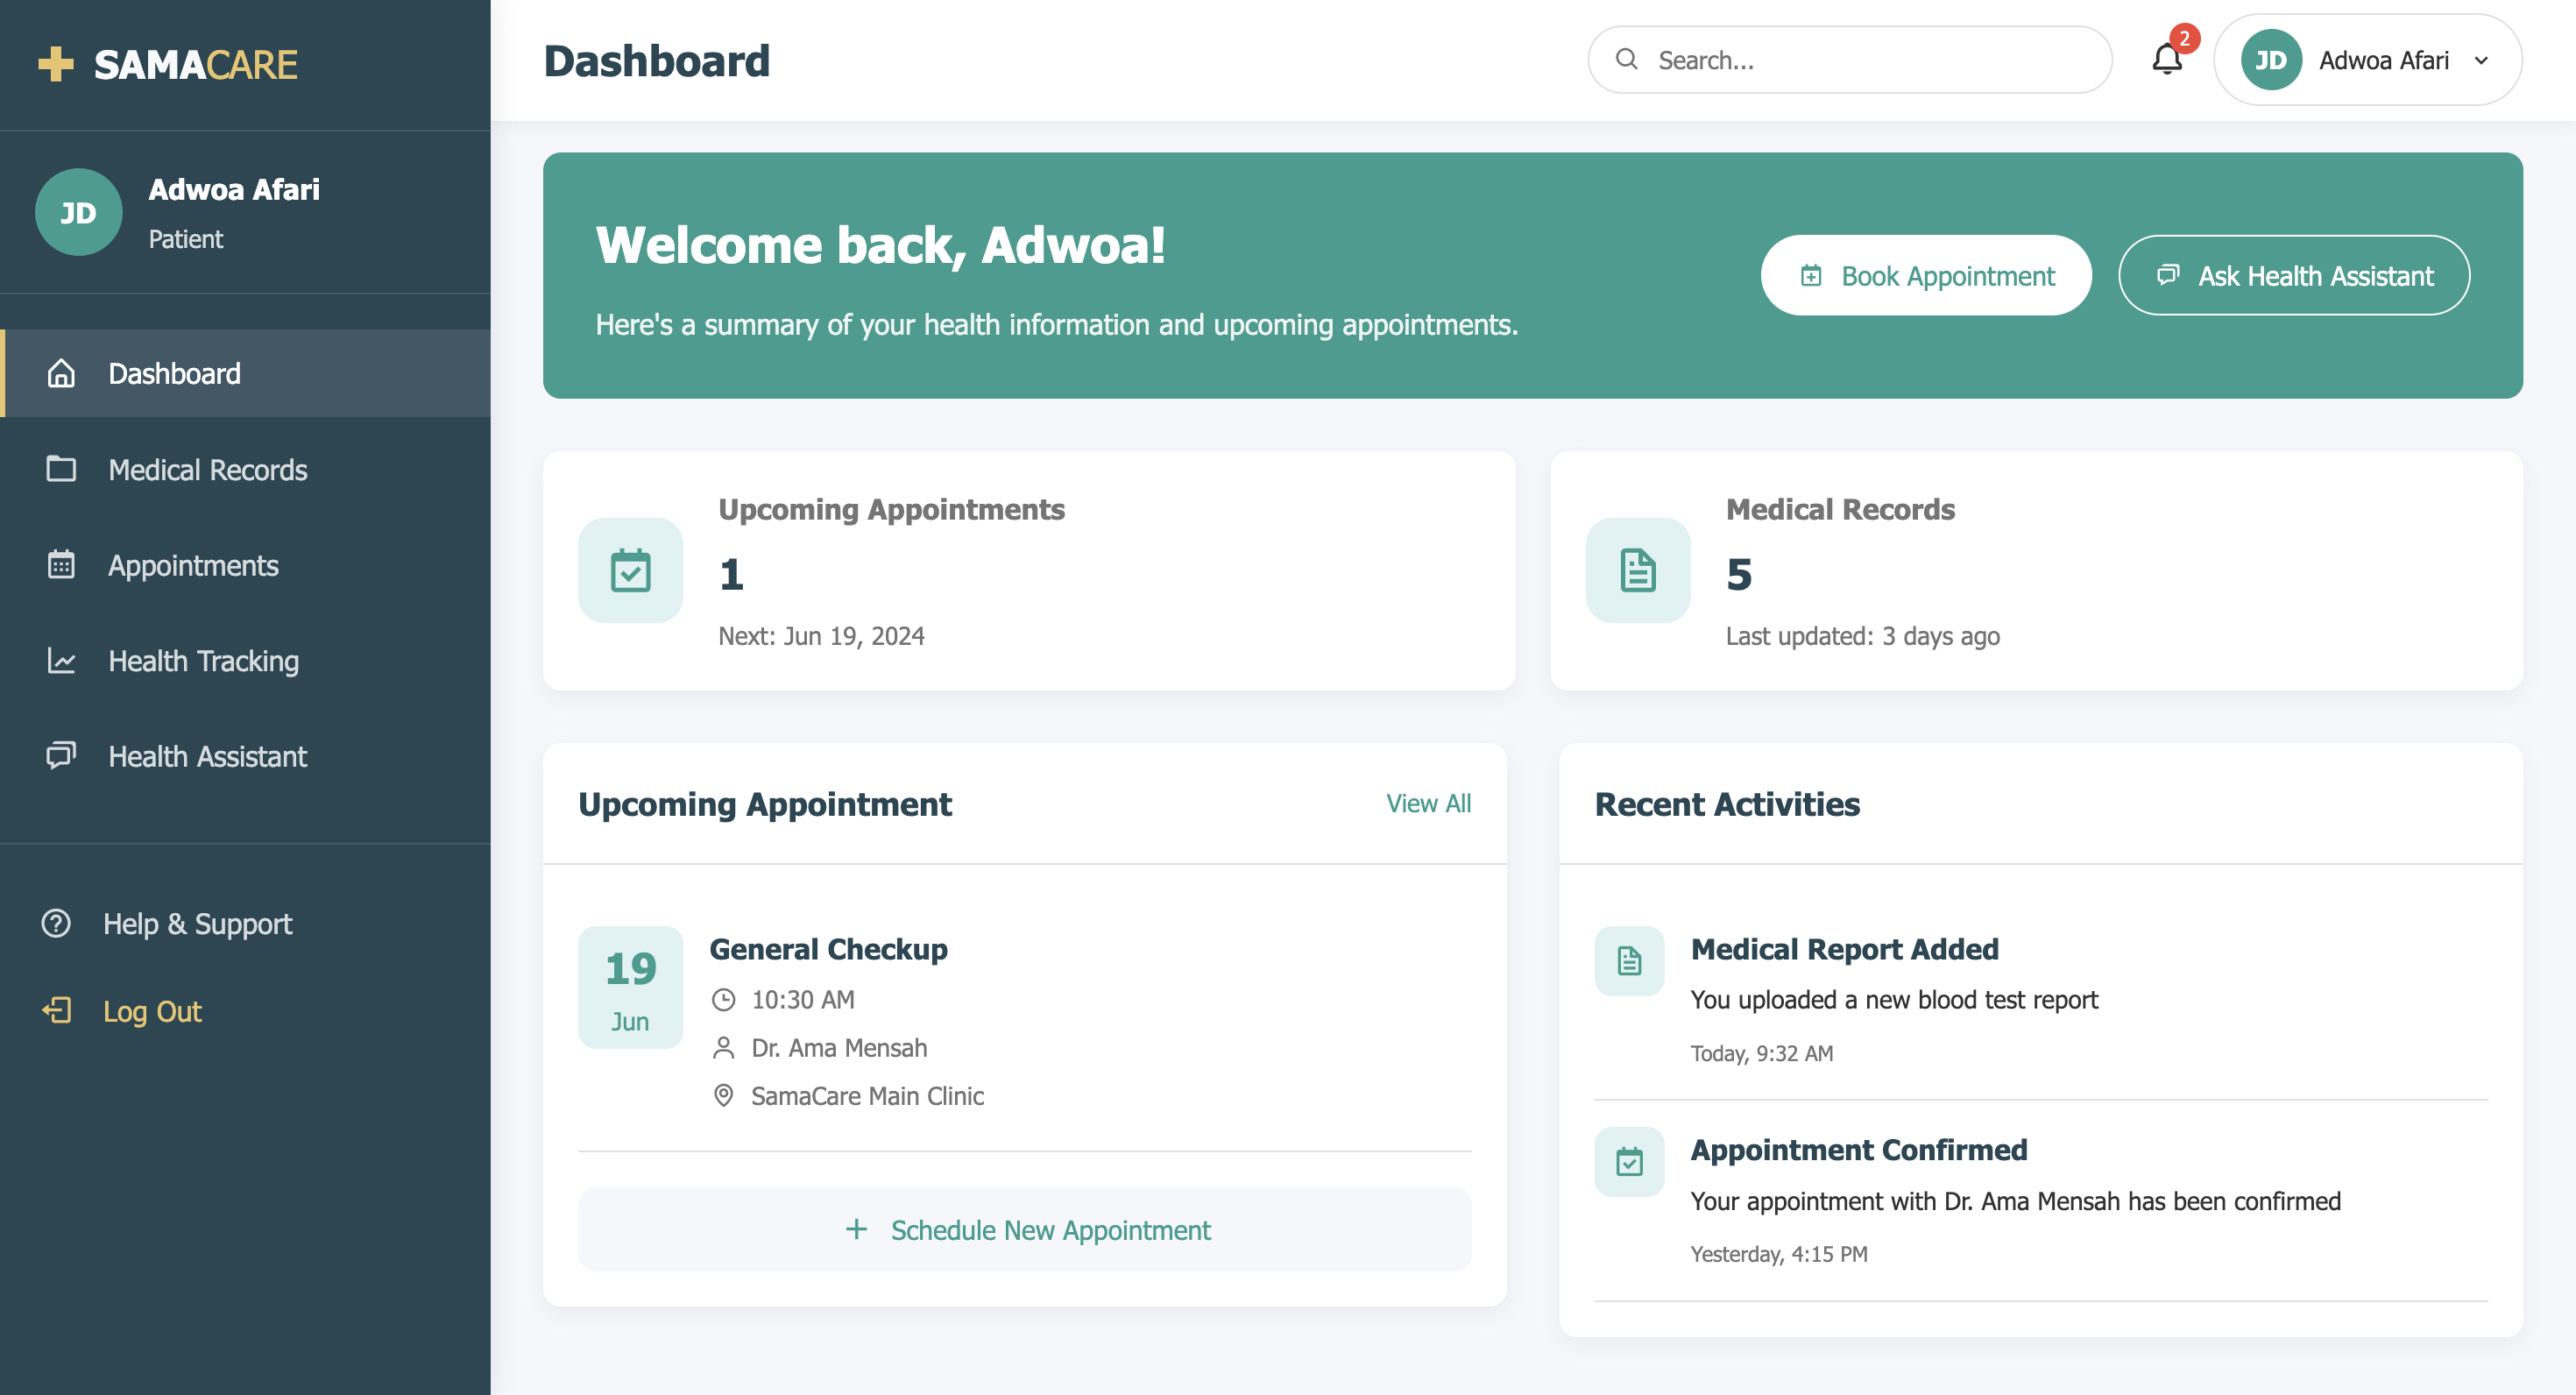 SAMACARE
JD
Adwoa Afari
Patient
Dashboard
Medical Records
Appointments
Health Tracking
Health Assistant
Help & Support
Log Out
Dashboard
Search...
2
JD
Adwoa Afari
Welcome back, Adwoa!
Here's a summary of your health information and upcoming appointments.
Book Appointment
Ask Health Assistant
Upcoming Appointments
1
Next: Jun 19, 2024
Medical Records
5
Last updated: 3 days ago
Upcoming Appointment
View All
19
Jun
General Checkup
10:30 AM
Dr. Ama Mensah
SamaCare Main Clinic
Schedule New Appointment
Recent Activities
Medical Report Added
You uploaded a new blood test report
Today, 9:32 AM
Appointment Confirmed
Your appointment with Dr. Ama Mensah has been confirmed
Yesterday, 4:15 PM